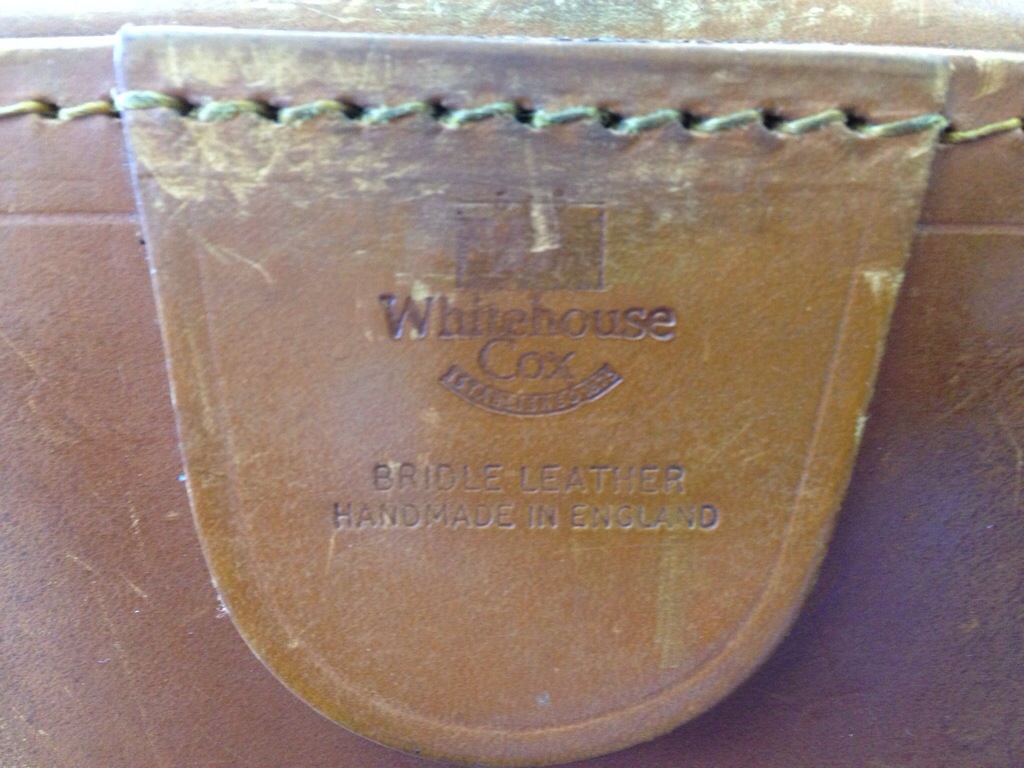 Whitehouse
Cox
BRIDLE LEATHER
HANDMADE IN ENGLAND